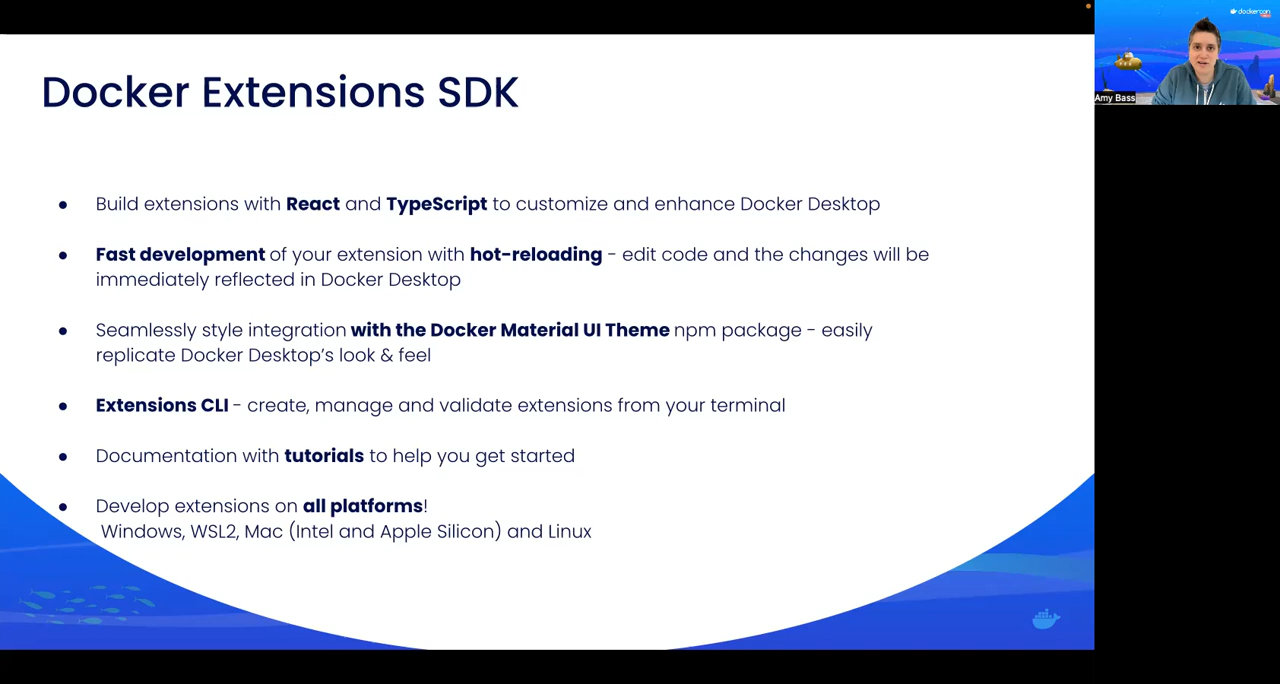 dockercon
Amy Bass
Docker Extensions SDK
● Build extensions with React and TypeScript to customize and enhance Docker Desktop
● Fast development of your extension with hot-reloading - edit code and the changes will be
immediately reflected in Docker Desktop
● Seamlessly style integration with the Docker Material UI Theme npm package - easily
replicate Docker Desktop’s look & feel
● Extensions CLI - create, manage and validate extensions from your terminal
● Documentation with tutorials to help you get started
● Develop extensions on all platforms!
Windows, WSL2, Mac (Intel and Apple Silicon) and Linux